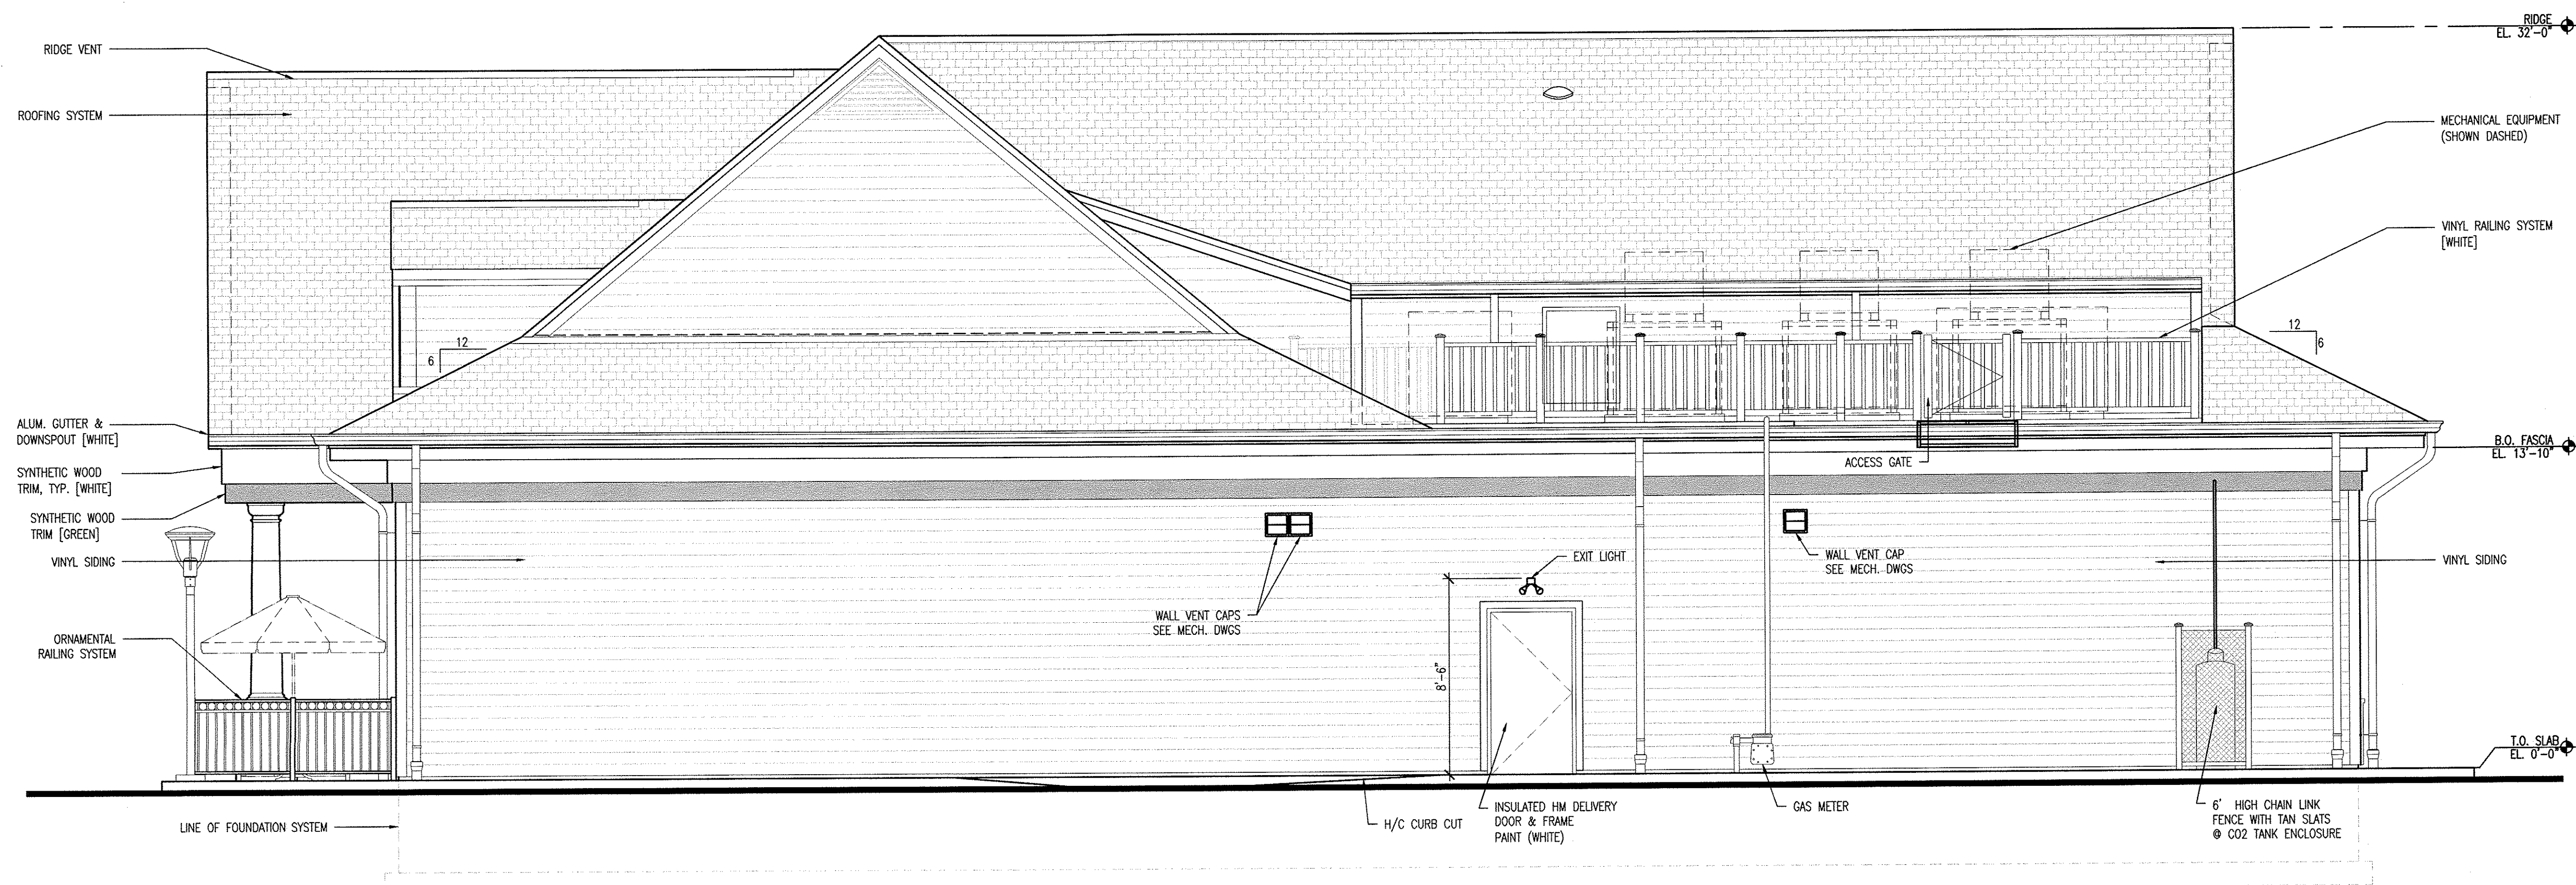 RIDGE
EL. 32'-0"
RIDGE VENT
ROOFING SYSTEM
MECHANICAL EQUIPMENT
(SHOWN DASHED)
VINYL RAILING SYSTEM
[WHITE]
12
6
12
6
ALUM. GUTTER &
DOWNSPOUT [WHITE]
B.O. FASCIA
EL. 13'-10"
ACCESS GATE
SYNTHETIC WOOD
TRIM, TYP. [WHITE]
SYNTHETIC WOOD
TRIM [GREEN]
VINYL SIDING
EXIT LIGHT
WALL VENT CAP
SEE MECH. DWGS
VINYL SIDING
WALL VENT CAPS
SEE MECH. DWGS
ORNAMENTAL
RAILING SYSTEM
8'-6"
T.O. SLAB
EL. 0'-0"
LINE OF FOUNDATION SYSTEM
H/C CURB CUT
INSULATED HM DELIVERY
DOOR & FRAME
PAINT (WHITE)
GAS METER
6' HIGH CHAIN LINK
FENCE WITH TAN SLATS
@ CO2 TANK ENCLOSURE